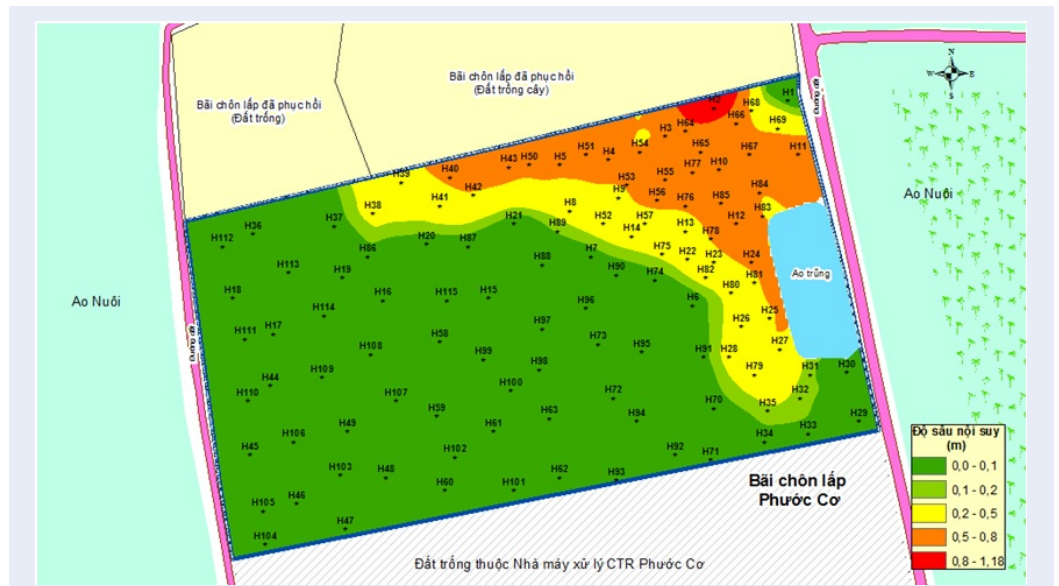 Bãi chôn lấp đã phục hồi
(Đất trống)
Bãi chôn lấp đã phục hồi
(Đất trồng cây)
Đường đất
N
W
E
S
H1
H2
H68
H66
H69
H3
H64
H65
H67
H11
H54
H51
H4
H43
H50
H5
H40
H59
H42
H41
H38
H53
H55
H77
H10
H56
H76
H85
H84
H83
H9
H8
H57
H52
H14
H13
H12
H78
H21
H89
H37
H36
H112
H20
H87
H86
H7
H75
H22
H23
H24
Ao Nuôi
Ao trũng
H88
H90
H74
H82
H80
H81
H113
H19
H18
H16
H115
H15
H96
H6
H25
H26
Ao Nuôi
H114
H17
H111
H58
H97
H73
H95
H91
H28
H27
Đường đất
H108
H99
H98
H79
H31
H30
H44
H109
H110
H107
H100
H72
H32
H35
H70
H59
H63
H94
H29
H106
H49
H61
H34
H33
H45
H102
H92
H71
H103
H48
H62
H93
H60
H101
H105
H46
H104
H47
Bãi chôn lấp
Phước Cơ
Đất trống thuộc Nhà máy xử lý CTR Phước Cơ
Độ sâu nội suy
(m)
0,0 - 0,1
0,1 - 0,2
0,2 - 0,5
0,5 - 0,8
0,8 - 1,18